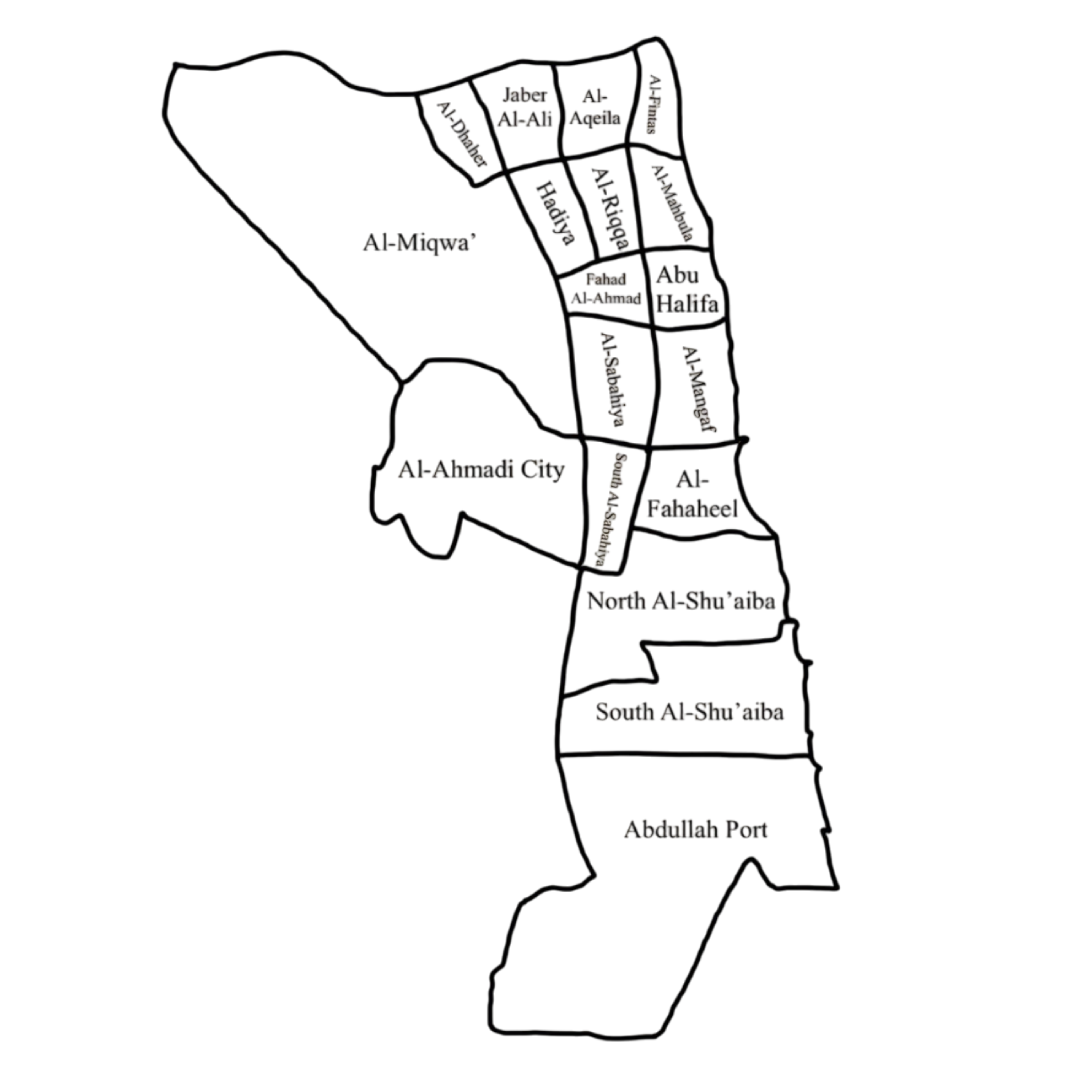 Al-Dhaher
Jaber
Al-Ali
Al-
Aqeila
Al-Fintas
Al-Miqwa’
Hadiya
Al-Riqqa
Al-Mahbula
Fahad
Al-Ahmad
Abu
Halifa
Al-Sabahiya
Al-Mangaf
Al-Ahmadi City
South Al-Sabahiya
Al-
Fahaheel
North Al-Shu’aiba
South Al-Shu’aiba
Abdullah Port